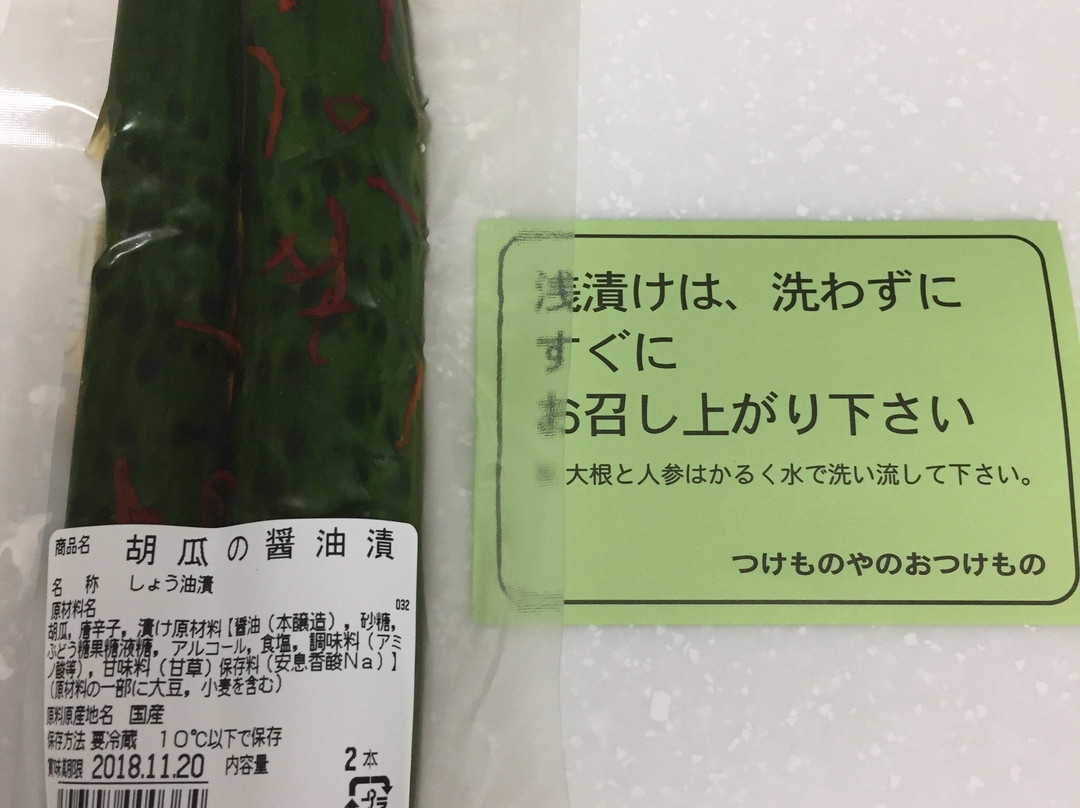 商品名 胡瓜の醤油漬
名 称 しょう油漬
原材料名 032
胡瓜，唐辛子，漬け原材料【醤油（本醸造），砂糖，
ぶどう糖果糖液糖，アルコール，食塩，調味料（アミ
ノ酸等），甘味料（甘草）保存料（安息香酸Ｎａ）】
（原材料の一部に大豆，小麦を含む）
原料原産地名 国産
保存方法 要冷蔵 １０℃以下で保存
賞味期限 2018.11.20 内容量 2本
プラ
浅漬けは、洗わずに
すぐに
お召し上がり下さい
大根と人参はかるく水で洗い流して下さい。
つけものやのおつけもの